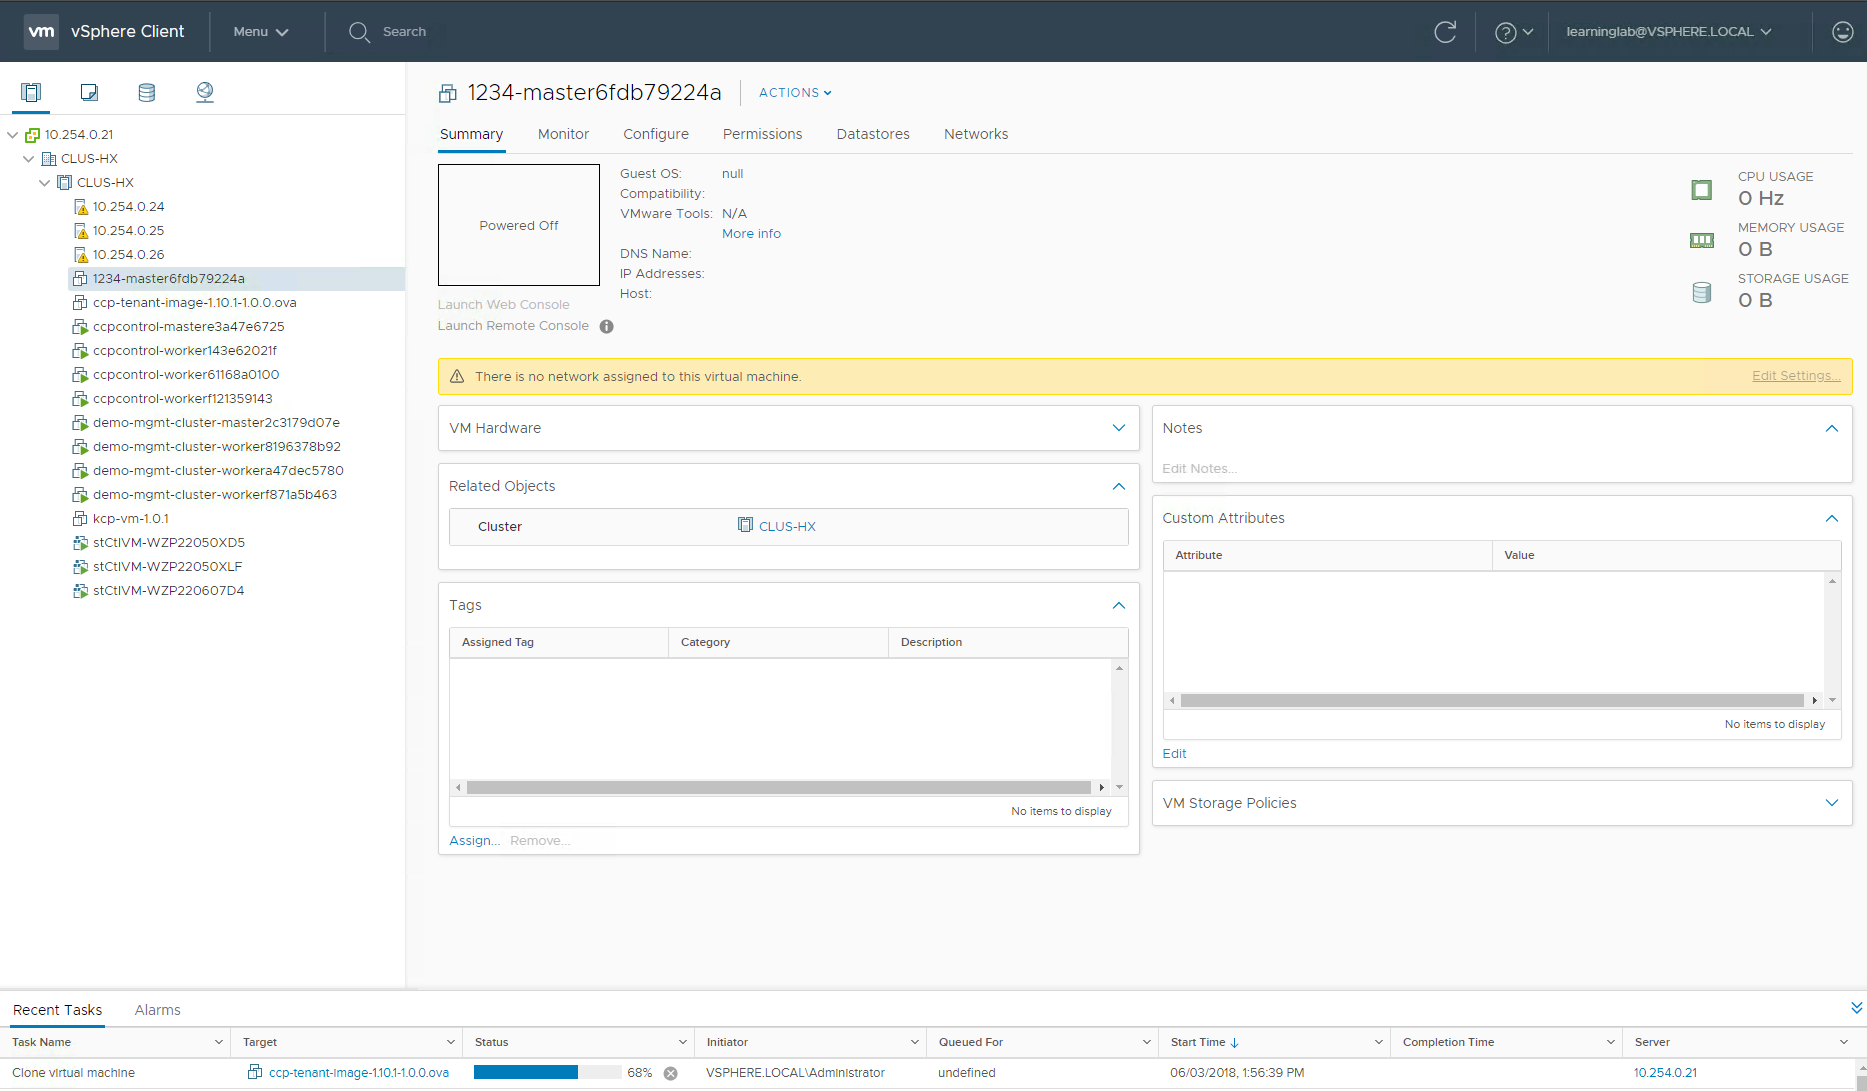 vm vSphere Client Menu Search learninglab@VSPHERE.LOCAL
10.254.0.21
CLUS-HX
CLUS-HX
10.254.0.24
10.254.0.25
10.254.0.26
1234-master6fdb79224a
ccp-tenant-image-1.10.1-1.0.0.ova
ccpcontrol-mastere3a47e6725
ccpcontrol-worker143e62021f
ccpcontrol-worker61168a0100
ccpcontrol-workerf121359143
demo-mgmt-cluster-master2c3179d07e
demo-mgmt-cluster-worker8196378b92
demo-mgmt-cluster-workera47dec5780
demo-mgmt-cluster-workerf871a5b463
kcp-vm-1.0.1
stCtlVM-WZP22050XD5
stCtlVM-WZP22050XLF
stCtlVM-WZP220607D4
1234-master6fdb79224a ACTIONS
Summary Monitor Configure Permissions Datastores Networks
Powered Off
Launch Web Console
Launch Remote Console
Guest OS: null
Compatibility:
VMware Tools: N/A
More info
DNS Name:
IP Addresses:
Host:
CPU USAGE
0 Hz
MEMORY USAGE
0 B
STORAGE USAGE
0 B
There is no network assigned to this virtual machine. Edit Settings...
VM Hardware
Related Objects
Cluster CLUS-HX
Tags
Assigned Tag Category Description
No items to display
Assign... Remove...
Notes
Edit Notes...
Custom Attributes
Attribute Value
No items to display
Edit
VM Storage Policies
Recent Tasks Alarms
Task Name Target Status Initiator Queued For Start Time Completion Time Server
Clone virtual machine ccp-tenant-image-1.10.1-1.0.0.ova 68% VSPHERE.LOCAL\Administrator undefined 06/03/2018, 1:56:39 PM 10.254.0.21